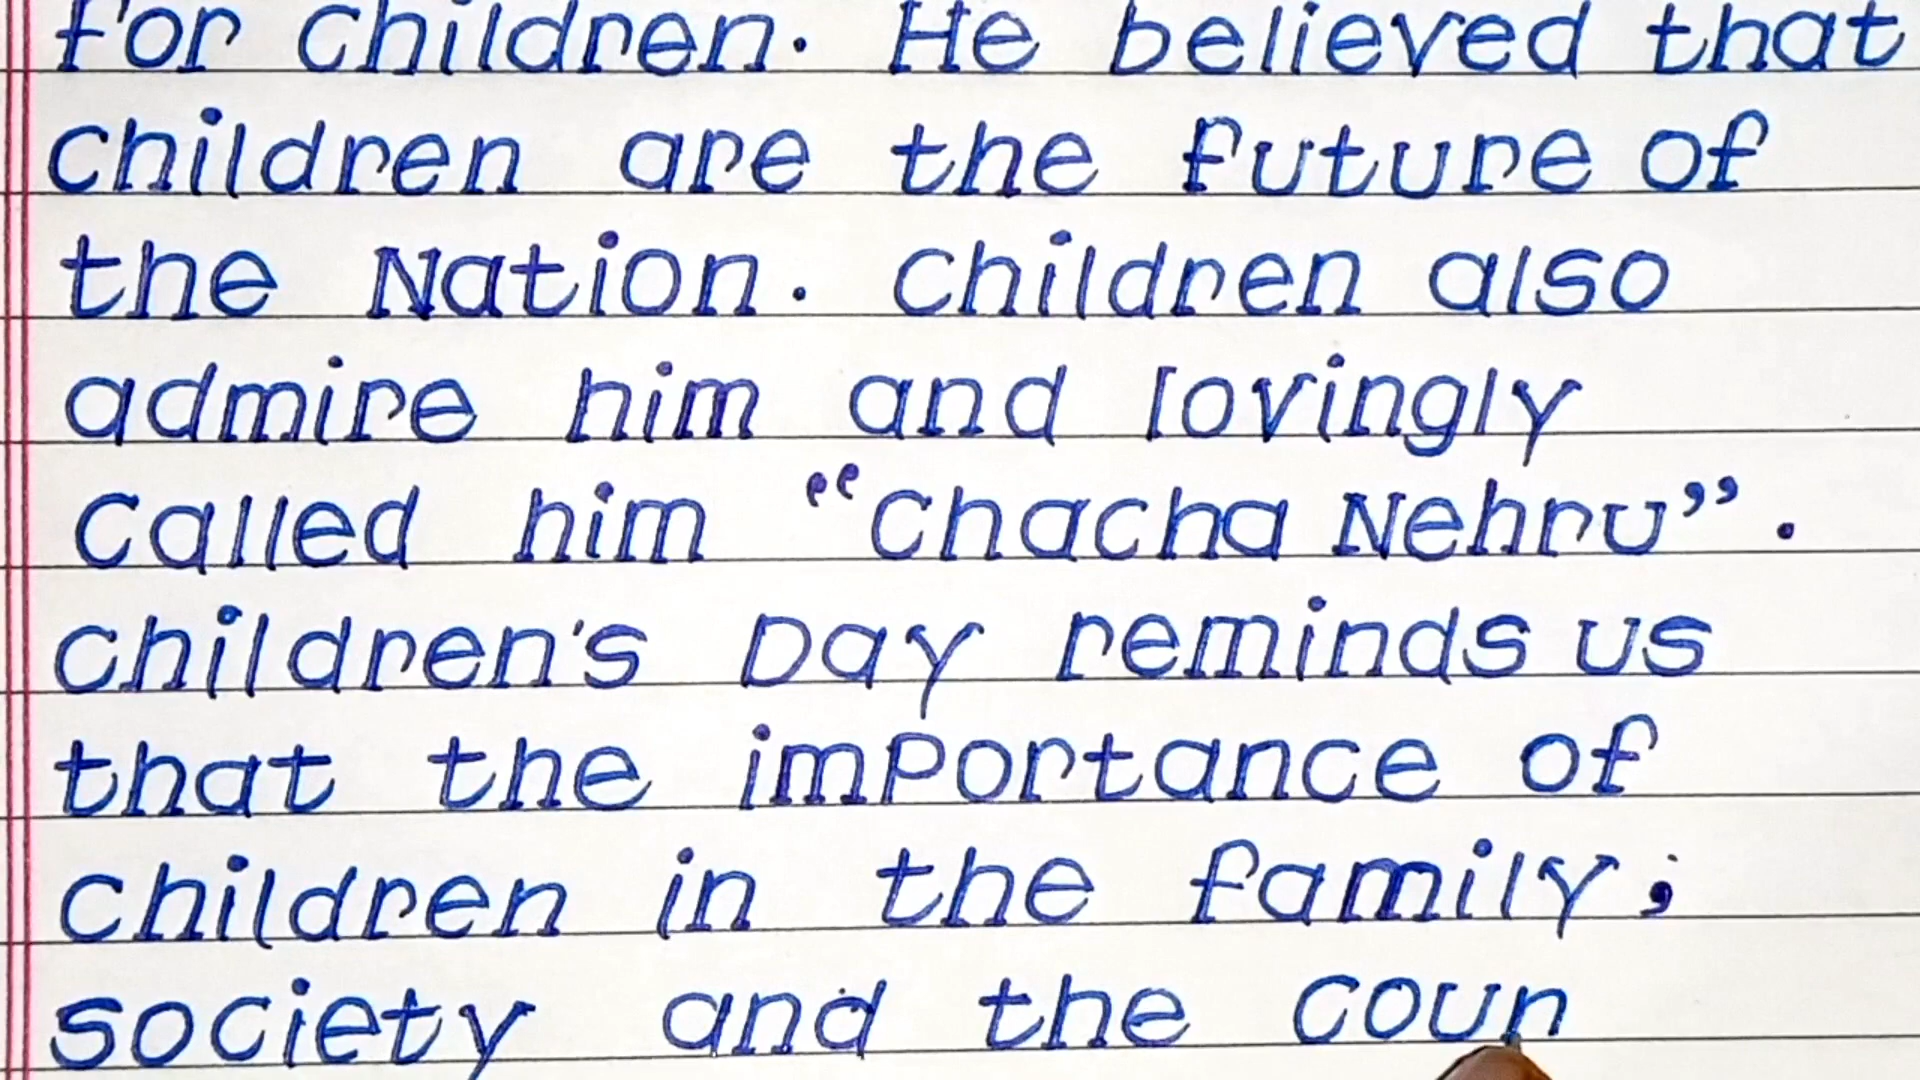 for children. He believed that
children are the future of
the Nation. Children also
admire him and lovingly
called him “Chacha Nehru”.
children's Day reminds us
that the importance of
children in the family;
society and the coun